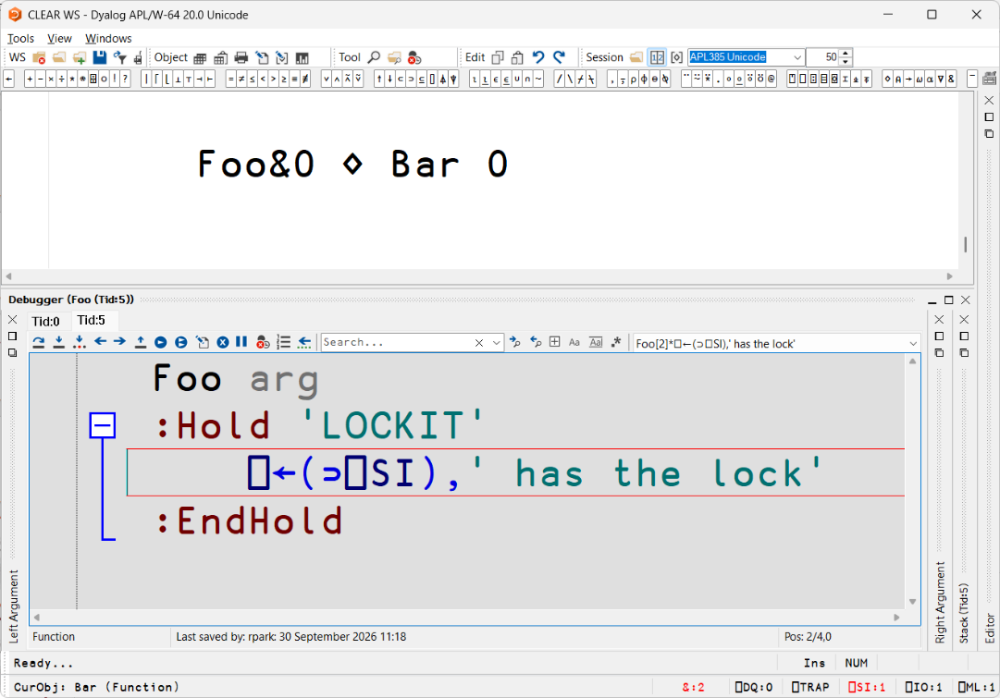 CLEAR WS - Dyalog APL/W-64 20.0 Unicode
Tools View Windows
WS Object Tool Edit Session APL385 Unicode 50
Foo&0 ◇ Bar 0
Debugger (Foo (Tid:5))
Tid:0 Tid:5
Search... Aa Aa Foo[2]*⎕←(⊃⎕SI),' has the lock'
Foo arg
:Hold 'LOCKIT'
⎕←(⊃⎕SI),' has the lock'
:EndHold
Left Argument
Right Argument
Stack (Tid:5)
Editor
Function Last saved by: rpark: 30 September 2026 11:18 Pos: 2/4,0
Ready... Ins NUM
CurObj: Bar (Function) &:2 ⎕DQ:0 ⎕TRAP ⎕SI:1 ⎕IO:1 ⎕ML:1